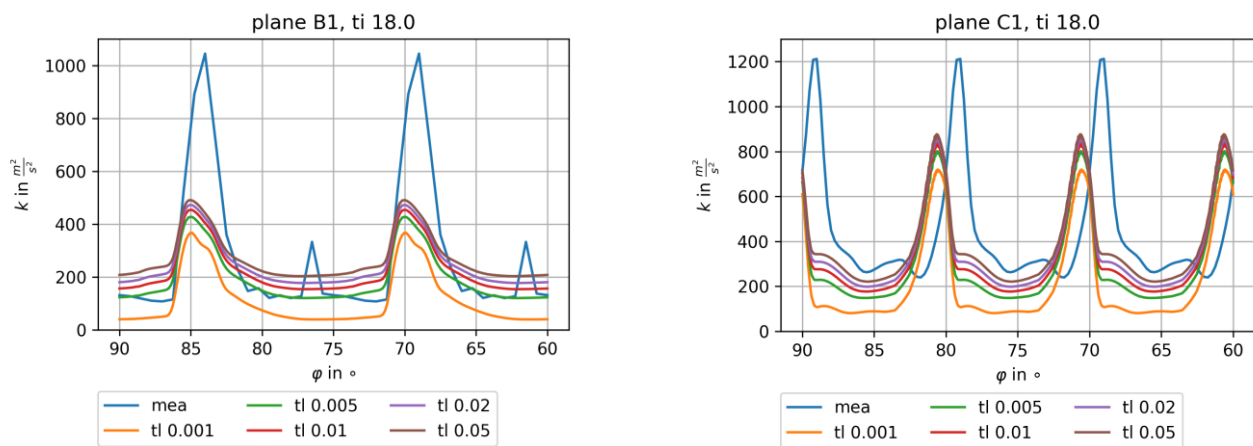 plane B1, ti 18.0
1000
800
600
400
200
0
k in m²/s²
90 85 80 75 70 65 60
φ in ∘
mea tl 0.005 tl 0.02
tl 0.001 tl 0.01 tl 0.05
plane C1, ti 18.0
1200
1000
800
600
400
200
0
k in m²/s²
90 85 80 75 70 65 60
φ in ∘
mea tl 0.005 tl 0.02
tl 0.001 tl 0.01 tl 0.05